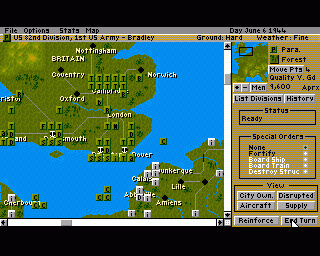 File Options Stats Map Day June 6 1944
P US 82nd Division, 1st US Army - Bradley Ground: Hard Weather: Fine
Nottingham
BRITAIN
Coventry
Norwich
Oxford
London
Calais
Lille
Amiens
Cherbourg
Para.
Forest
Move Pts 4
Quality V. Gd
Men 1,600 Aprx
List Divisions History
Status
Ready
Special Orders
None
Fortify
Board Ship
Board Train
Destroy Struc
View
City Own. Disrupted
Aircraft Supply
Reinforce End Turn